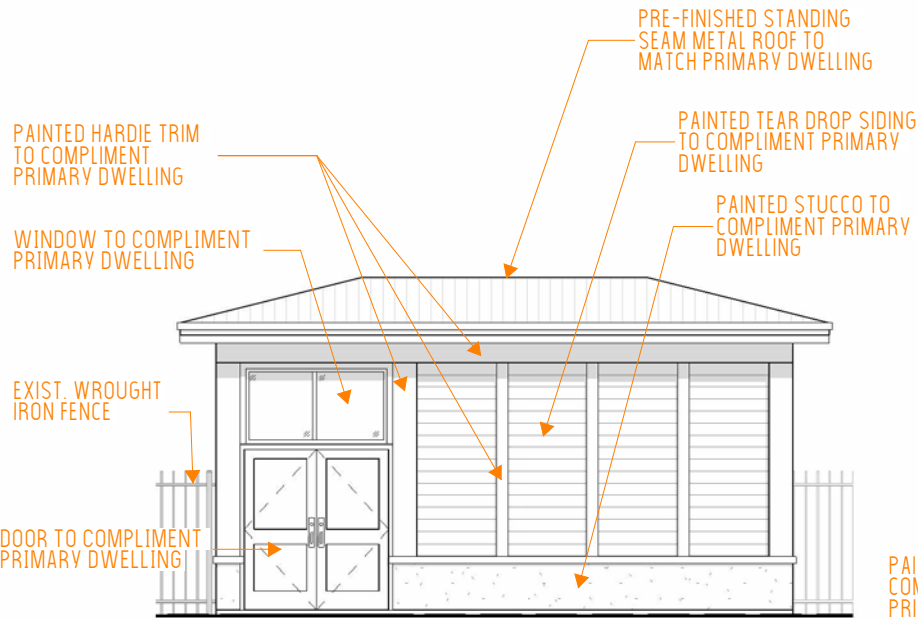 PRE-FINISHED STANDING
SEAM METAL ROOF TO
MATCH PRIMARY DWELLING
PAINTED HARDIE TRIM
TO COMPLIMENT
PRIMARY DWELLING
PAINTED TEAR DROP SIDING
TO COMPLIMENT PRIMARY
DWELLING
PAINTED STUCCO TO
COMPLIMENT PRIMARY
DWELLING
WINDOW TO COMPLIMENT
PRIMARY DWELLING
EXIST. WROUGHT
IRON FENCE
DOOR TO COMPLIMENT
PRIMARY DWELLING